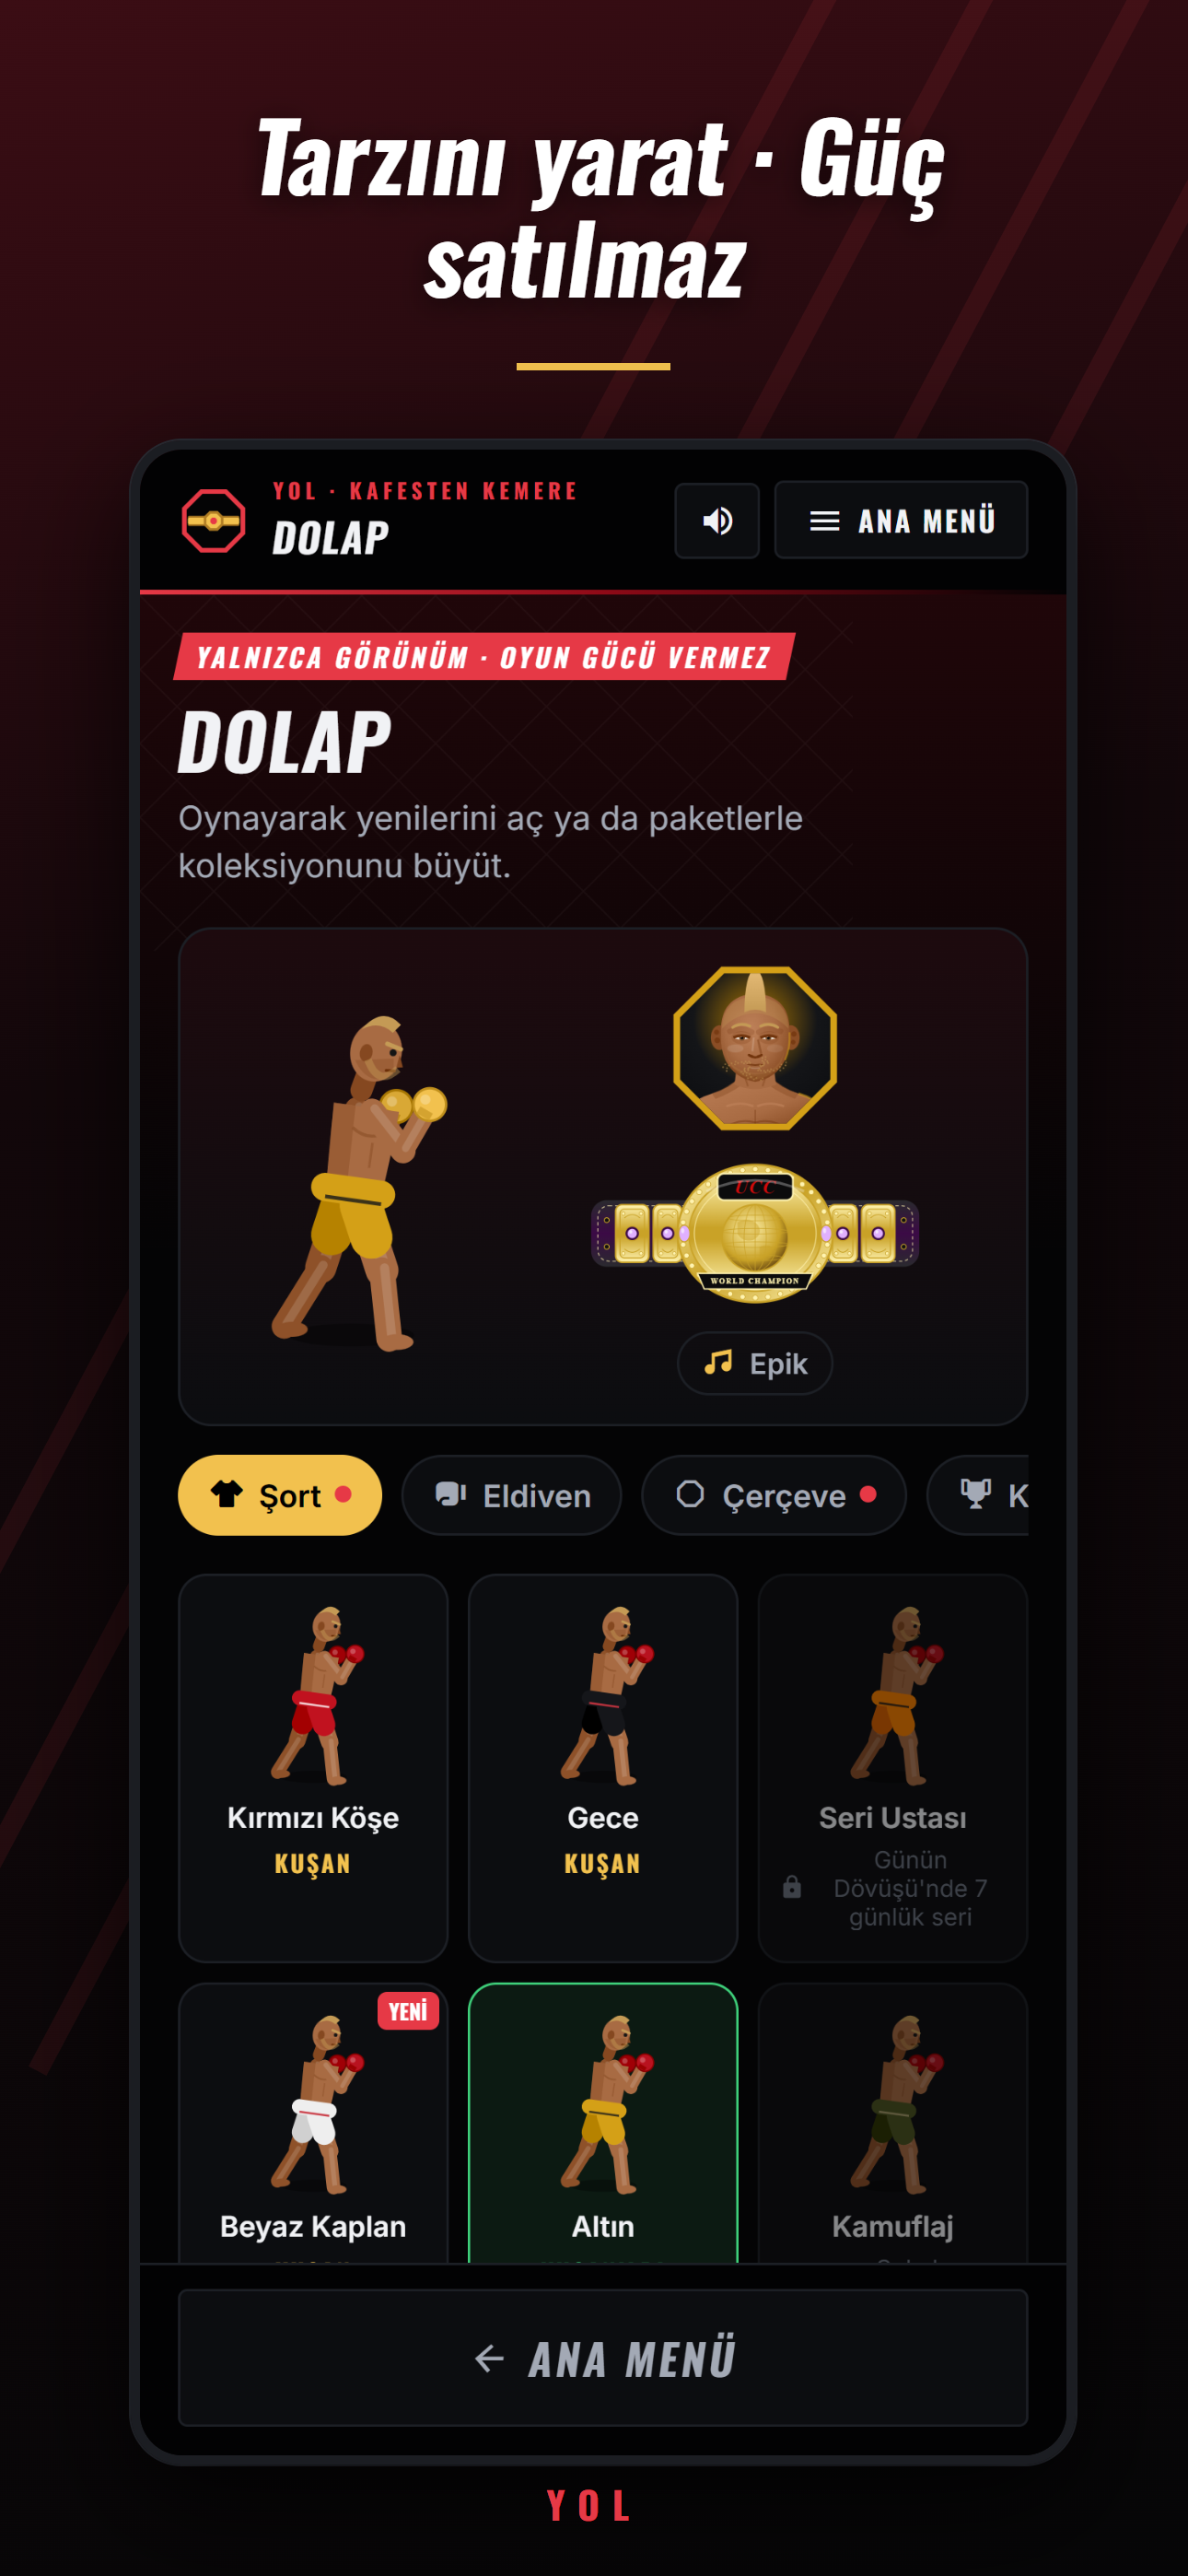 Tarzını yarat · Güç
satılmaz
YOL · KAFESTEN KEMERE
DOLAP
ANA MENÜ
YALNIZCA GÖRÜNÜM · OYUN GÜCÜ VERMEZ
DOLAP
Oynayarak yenilerini aç ya da paketlerle
koleksiyonunu büyüt.
UCC
WORLD CHAMPION
Epik
Şort
Eldiven
Çerçeve
K
Kırmızı Köşe
KUŞAN
Gece
KUŞAN
Seri Ustası
Günün
Dövüşü'nde 7
günlük seri
YENİ
Beyaz Kaplan
Altın
Kamuflaj
ANA MENÜ
YOL